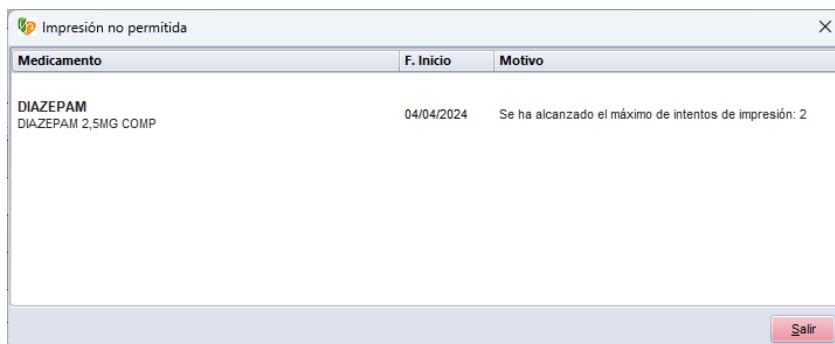 Impresión no permitida
Medicamento F. Inicio Motivo
DIAZEPAM
DIAZEPAM 2,5MG COMP 04/04/2024 Se ha alcanzado el máximo de intentos de impresión: 2
Salir